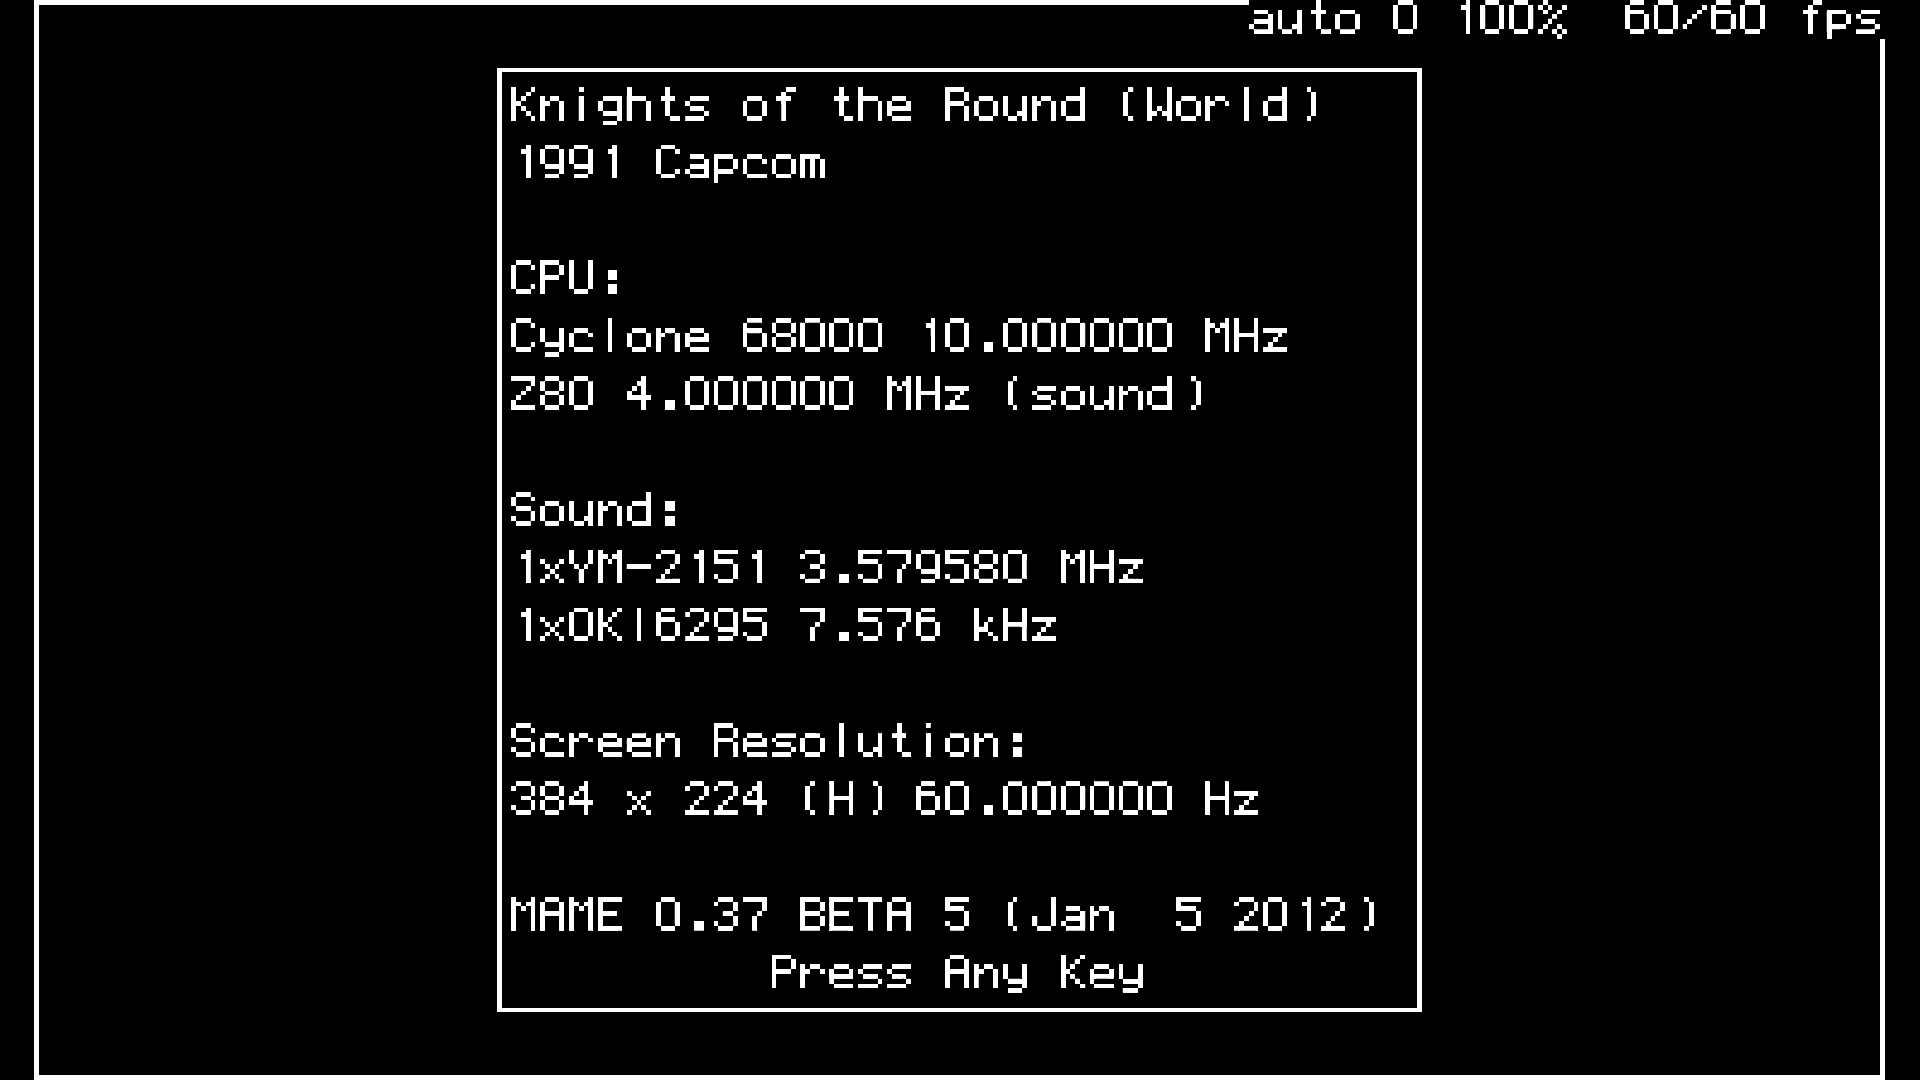 auto 0 100% 60/60 fps
Knights of the Round (World)
1991 Capcom
CPU:
Cyclone 68000 10.000000 MHz
Z80 4.000000 MHz (sound)
Sound:
1xYM-2151 3.579580 MHz
1xOKI6295 7.576 kHz
Screen Resolution:
384 x 224 (H) 60.000000 Hz
MAME 0.37 BETA 5 (Jan  5 2012)
Press Any Key